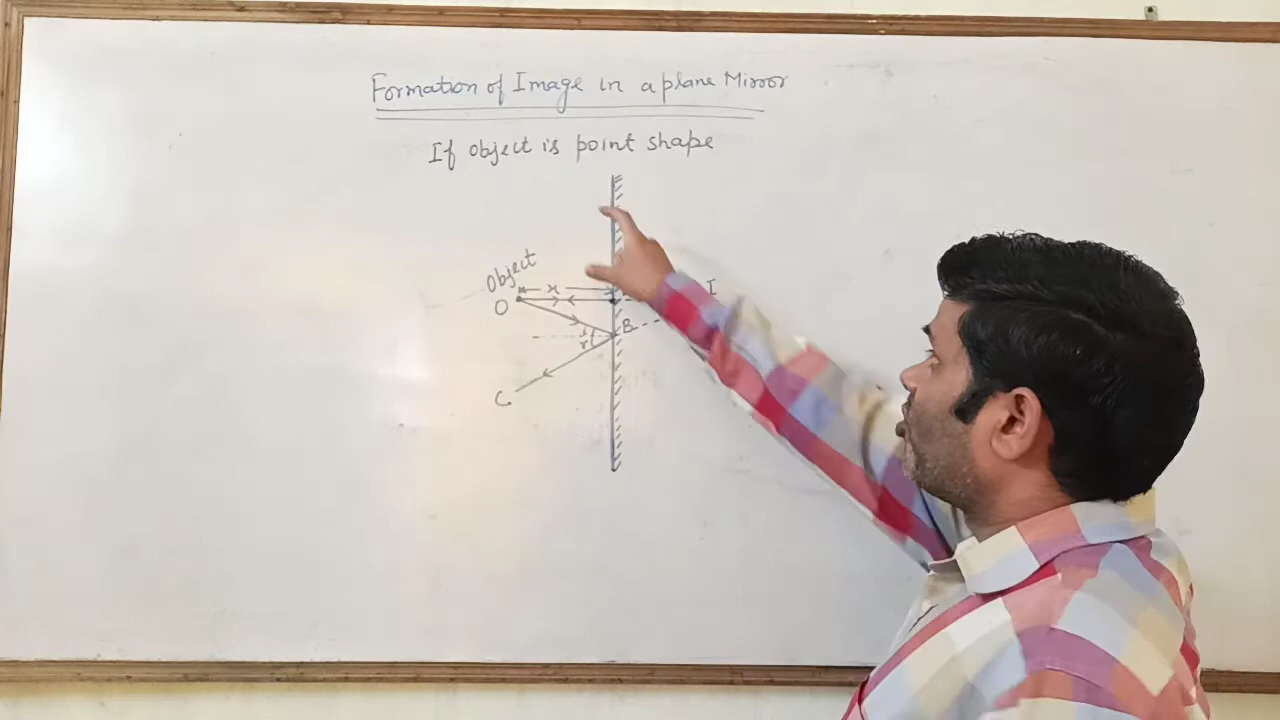 Formation of Image in a plane Mirror
If object is point shape
Object
x
I
O
B
i
r
C